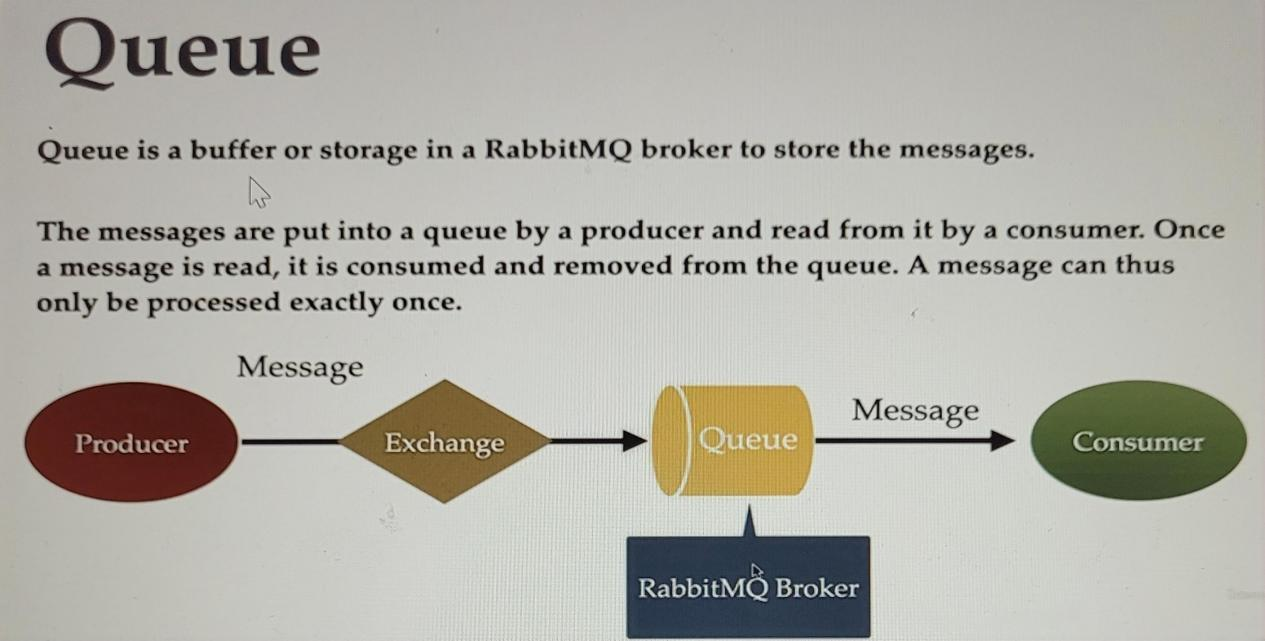 Queue
Queue is a buffer or storage in a RabbitMQ broker to store the messages.
The messages are put into a queue by a producer and read from it by a consumer. Once
a message is read, it is consumed and removed from the queue. A message can thus
only be processed exactly once.
Message
Message
Producer
Exchange
Queue
Consumer
RabbitMQ Broker